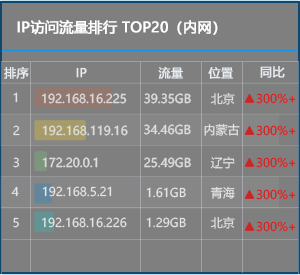 IP访问流量排行 TOP20（内网）
排序 IP 流量 位置 同比
1 192.168.16.225 39.35GB 北京 ▲300%+
2 192.168.119.16 34.46GB 内蒙古 ▲300%+
3 172.20.0.1 25.49GB 辽宁 ▲300%+
4 192.168.5.21 1.61GB 青海 ▲300%+
5 192.168.16.226 1.29GB 北京 ▲300%+